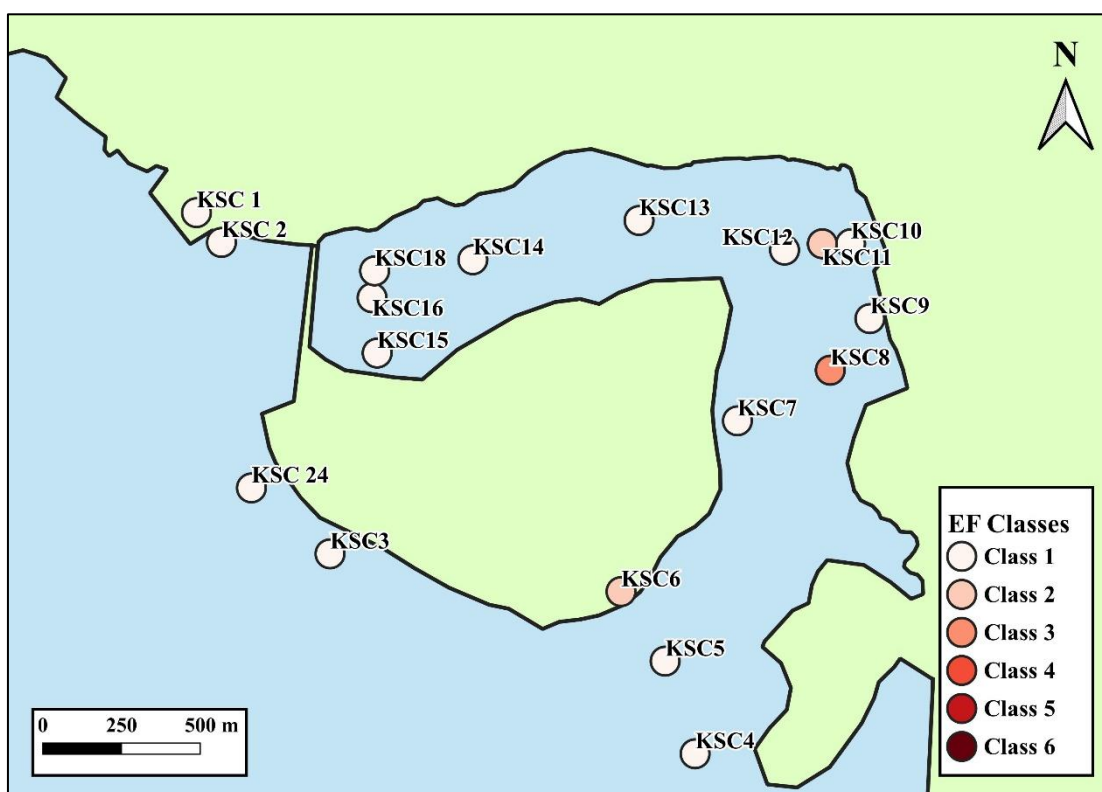 N
KSC 1
KSC 2
KSC13
KSC14
KSC18
KSC16
KSC15
KSC12
KSC10
KSC11
KSC9
KSC8
KSC7
KSC 24
KSC3
KSC6
KSC5
KSC4
EF Classes
Class 1
Class 2
Class 3
Class 4
Class 5
Class 6
0 250 500 m